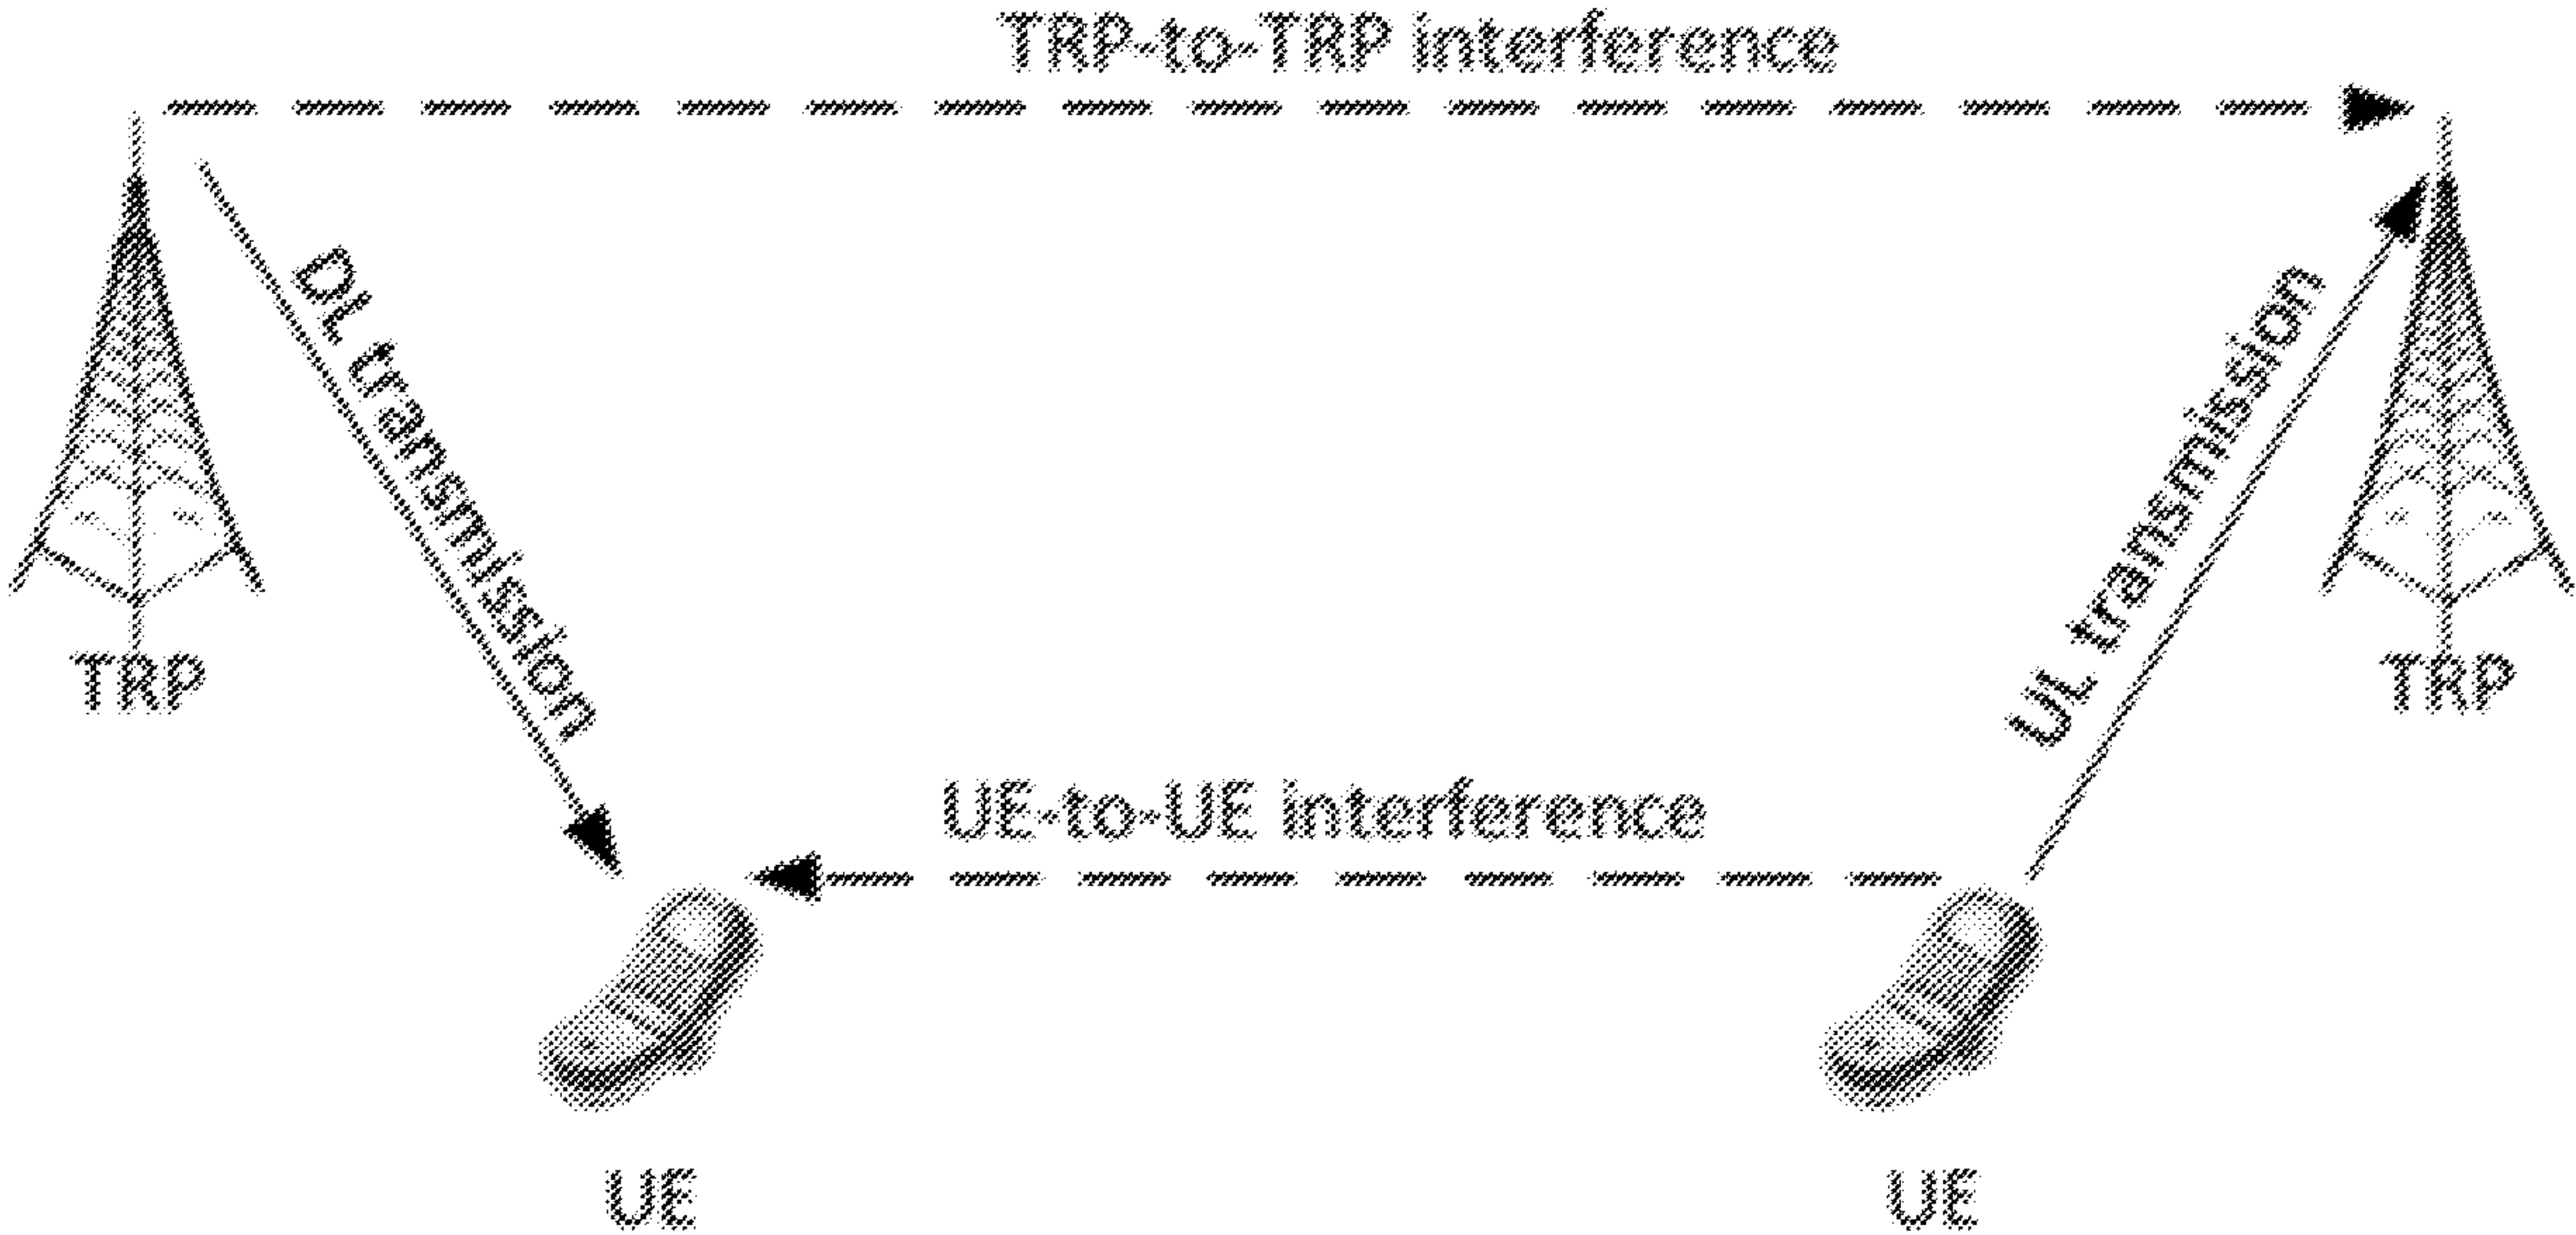 TRP-to-TRP interference
DL transmission
UL transmission
TRP
TRP
UE-to-UE interference
UE
UE